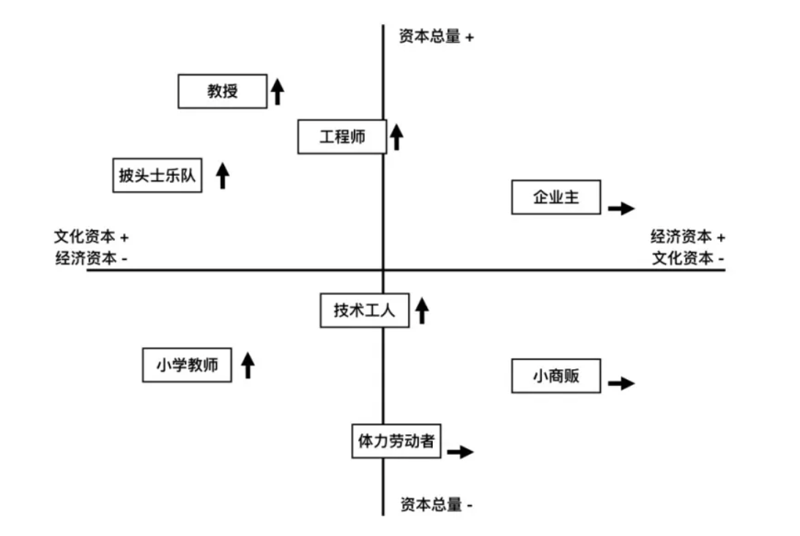 资本总量 +
教授
工程师
披头士乐队
企业主
文化资本 +
经济资本 -
经济资本 +
文化资本 -
技术工人
小学教师
小商贩
体力劳动者
资本总量 -